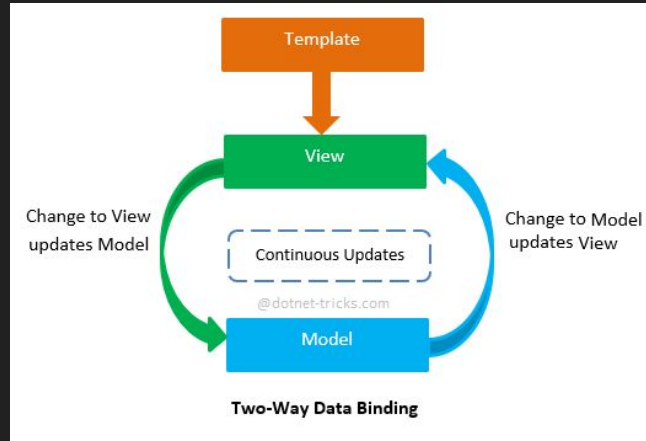 Template
View
Change to View
updates Model
Change to Model
updates View
Continuous Updates
@dotnet-tricks.com
Model
Two-Way Data Binding